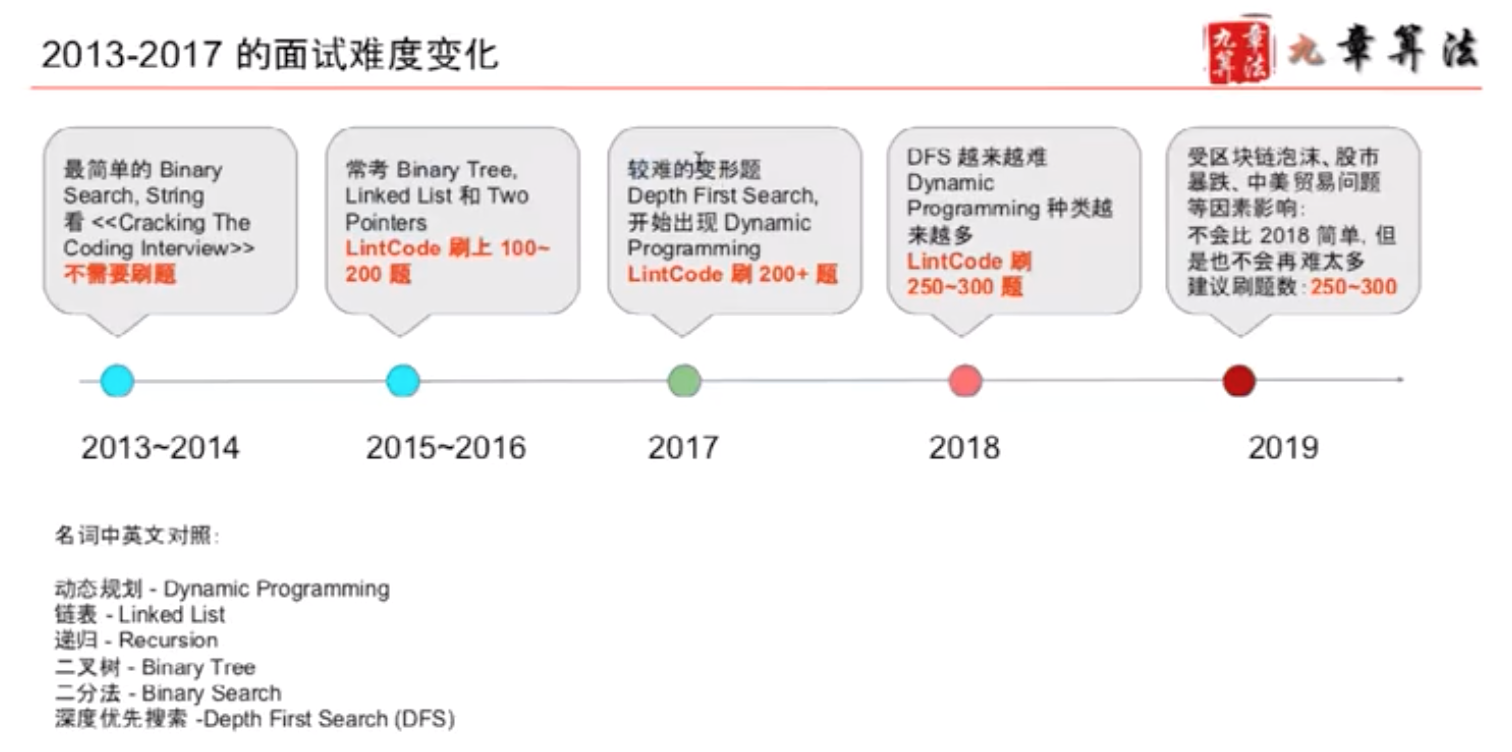 2013-2017 的面试难度变化
九章算法
九章算法
最简单的 Binary
Search, String
看 <<Cracking The
Coding Interview>>
不需要刷题
常考 Binary Tree,
Linked List 和 Two
Pointers
LintCode 刷上 100~
200 题
较难的变形题
Depth First Search,
开始出现 Dynamic
Programming
LintCode 刷 200+ 题
DFS 越来越难
Dynamic
Programming 种类越
来越多
LintCode 刷
250~300 题
受区块链泡沫、股市
暴跌、中美贸易问题
等因素影响:
不会比 2018 简单, 但
是也不会再难太多
建议刷题数: 250~300
2013~2014
2015~2016
2017
2018
2019
名词中英文对照:
动态规划 - Dynamic Programming
链表 - Linked List
递归 - Recursion
二叉树 - Binary Tree
二分法 - Binary Search
深度优先搜索 -Depth First Search (DFS)